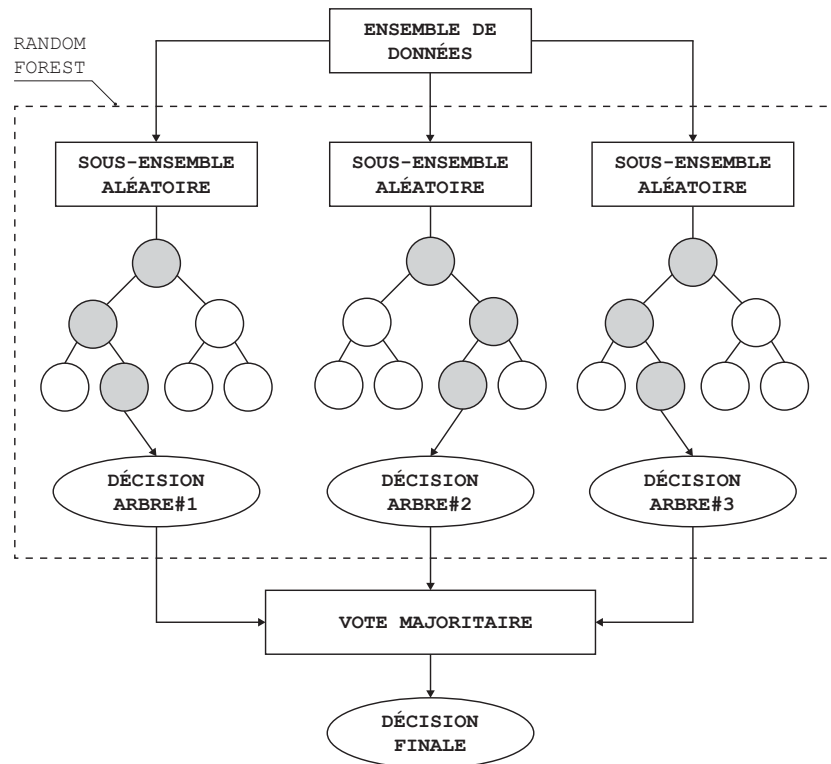 ENSEMBLE DE
DONNÉES
RANDOM
FOREST
SOUS-ENSEMBLE
ALÉATOIRE
SOUS-ENSEMBLE
ALÉATOIRE
SOUS-ENSEMBLE
ALÉATOIRE
DÉCISION
ARBRE#1
DÉCISION
ARBRE#2
DÉCISION
ARBRE#3
VOTE MAJORITAIRE
DÉCISION
FINALE